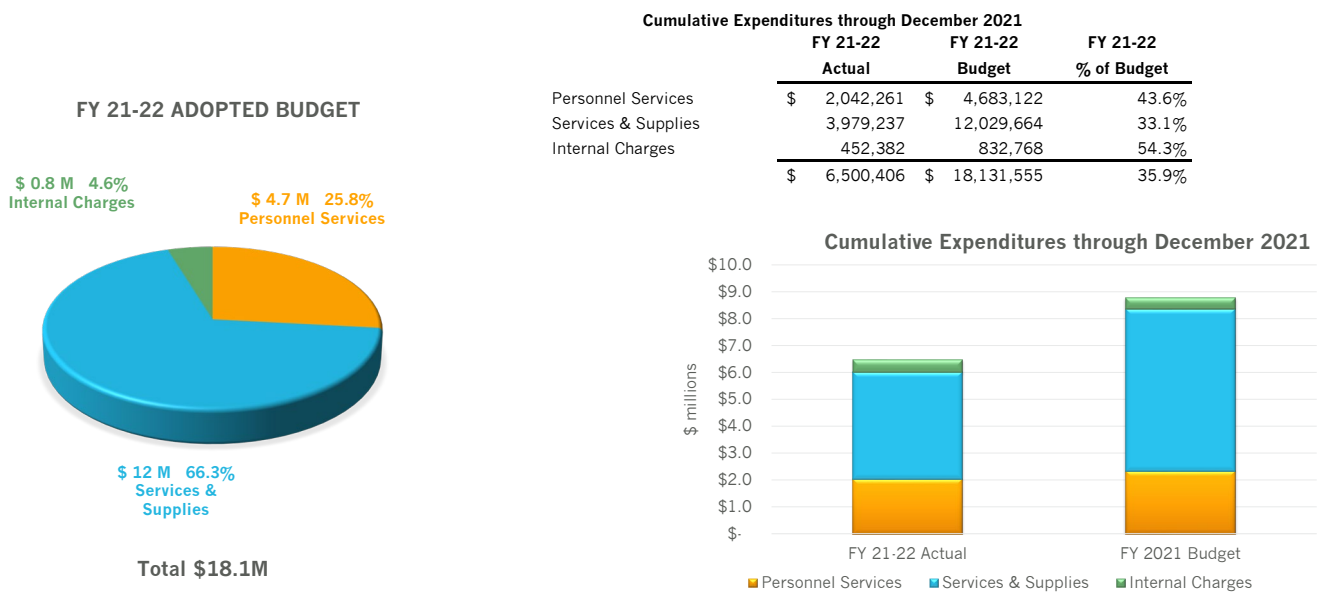 FY 21-22 ADOPTED BUDGET
$ 0.8 M 4.6%
Internal Charges
$ 4.7 M 25.8%
Personnel Services
$ 12 M 66.3%
Services &
Supplies
Total $18.1M
Cumulative Expenditures through December 2021
FY 21-22 FY 21-22 FY 21-22
Actual Budget % of Budget
Personnel Services $ 2,042,261 $ 4,683,122 43.6%
Services & Supplies 3,979,237 12,029,664 33.1%
Internal Charges 452,382 832,768 54.3%
$ 6,500,406 $ 18,131,555 35.9%
Cumulative Expenditures through December 2021
$ millions
$10.0
$9.0
$8.0
$7.0
$6.0
$5.0
$4.0
$3.0
$2.0
$1.0
$-
FY 21-22 Actual FY 2021 Budget
Personnel Services Services & Supplies Internal Charges